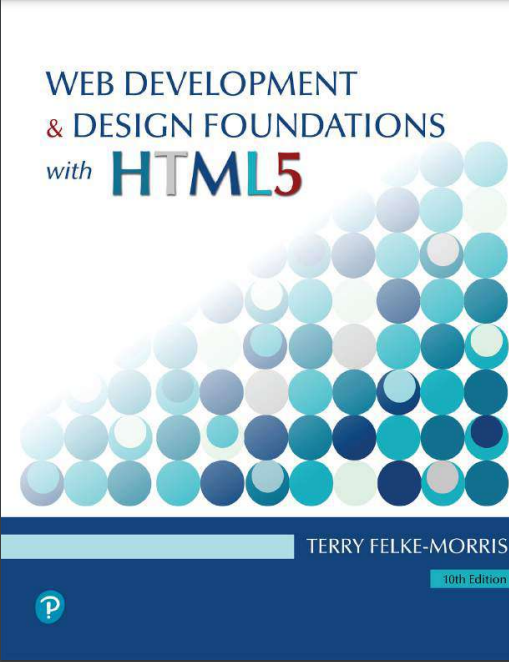 WEB DEVELOPMENT
& DESIGN FOUNDATIONS
with HTML5
TERRY FELKE-MORRIS
10th Edition
P